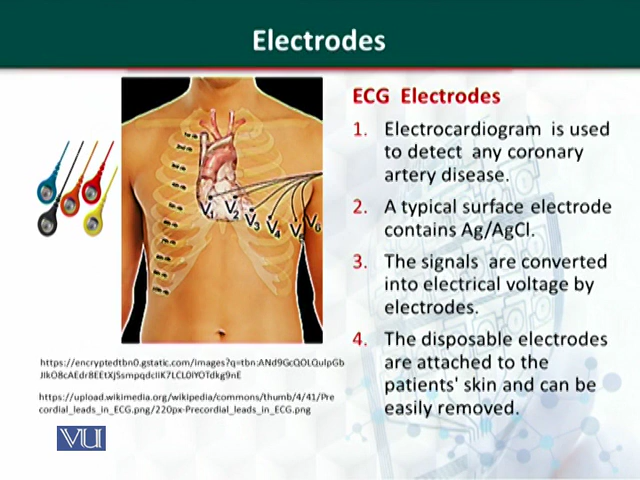 Electrodes
ECG Electrodes
1. Electrocardiogram is used
to detect any coronary
artery disease.
2. A typical surface electrode
contains Ag/AgCl.
3. The signals are converted
into electrical voltage by
electrodes.
4. The disposable electrodes
are attached to the
patients' skin and can be
easily removed.
V1 V2 V3 V4 V5 V6
https://upload.wikimedia.org/wikipedia/commons/thumb/4/41/Pre
cordial_leads_in_ECG.png/220px-Precordial_leads_in_ECG.png
VU